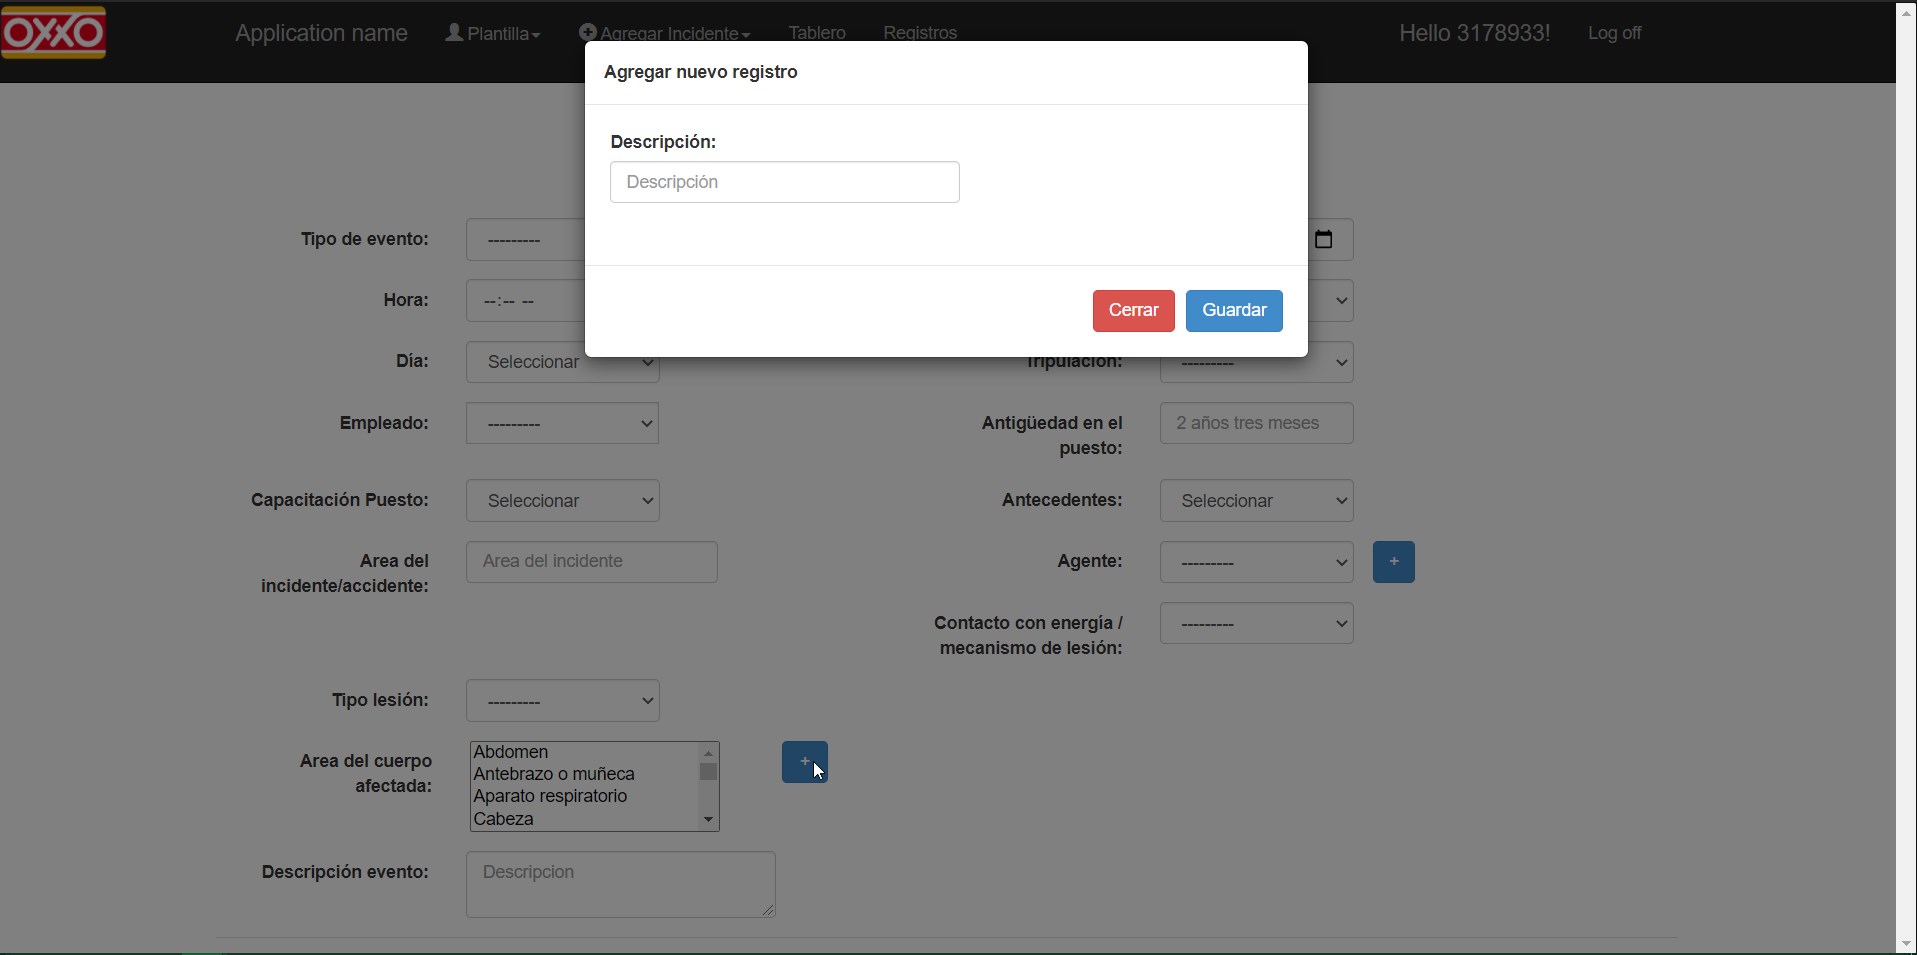 OXXO
Application name
Plantilla
Agregar Incidente
Tablero
Registros
Hello 3178933!
Log off
Agregar nuevo registro
Descripción:
Descripción
Cerrar
Guardar
Tipo de evento:
---------
Hora:
--:-- --
Día:
Seleccionar
Tripulación:
---------
Empleado:
---------
Antigüedad en el
puesto:
2 años tres meses
Capacitación Puesto:
Seleccionar
Antecedentes:
Seleccionar
Area del
incidente/accidente:
Area del incidente
Agente:
---------
+
Contacto con energía /
mecanismo de lesión:
---------
Tipo lesión:
---------
Area del cuerpo
afectada:
Abdomen
Antebrazo o muñeca
Aparato respiratorio
Cabeza
+
Descripción evento:
Descripcion